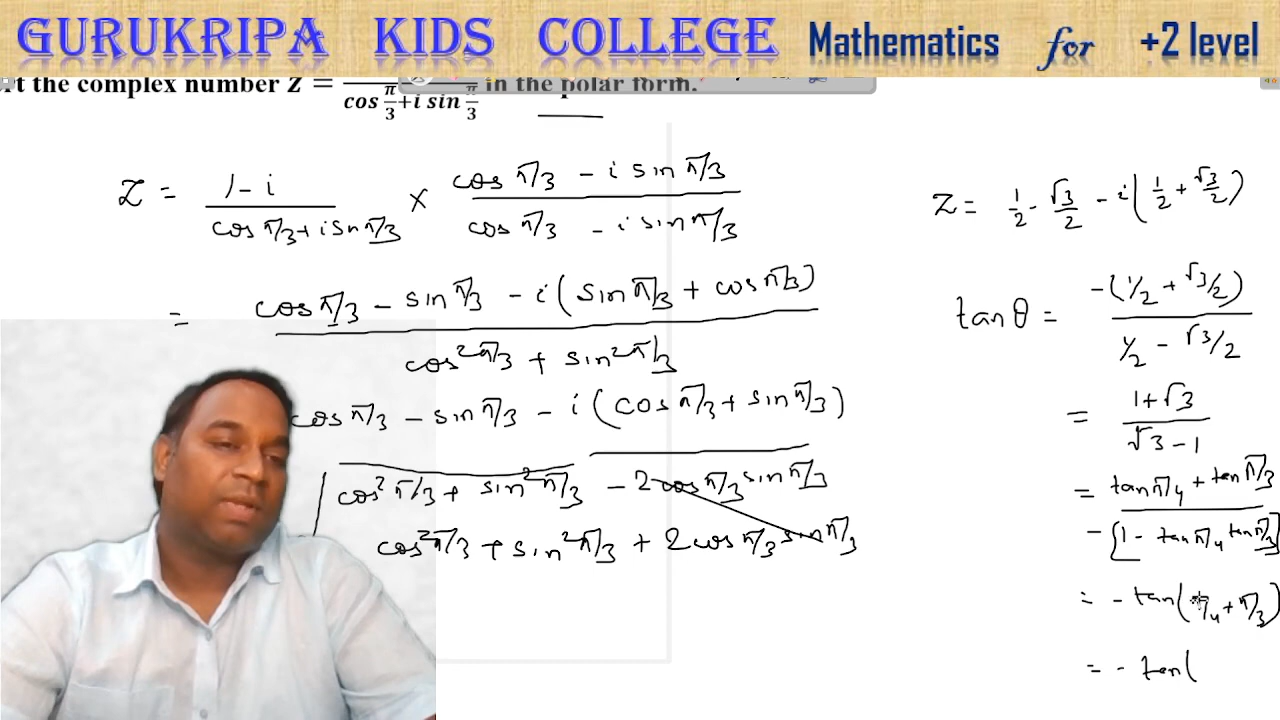 GURUKRIPA KIDS COLLEGE Mathematics for +2 level
t the complex number z = / cos π/3 + i sin π/3 in the polar form.
z = (1 - i) / (cos π/3 + i sin π/3) × (cos π/3 - i sin π/3) / (cos π/3 - i sin π/3)
= (cos π/3 - sin π/3 - i(sin π/3 + cos π/3)) / (cos² π/3 + sin² π/3)
cos π/3 - sin π/3 - i(cos π/3 + sin π/3)
cos² π/3 + sin² π/3 - 2 cos π/3 sin π/3
cos² π/3 + sin² π/3 + 2 cos π/3 sin π/3
z = 1/2 - √3/2 - i(1/2 + √3/2)
tan θ = -(1/2 + √3/2) / (1/2 - √3/2)
= (1 + √3) / (√3 - 1)
= (tan π/4 + tan π/3) / -[1 - tan π/4 tan π/3]
= - tan(π/4 + π/3)
= - tan(